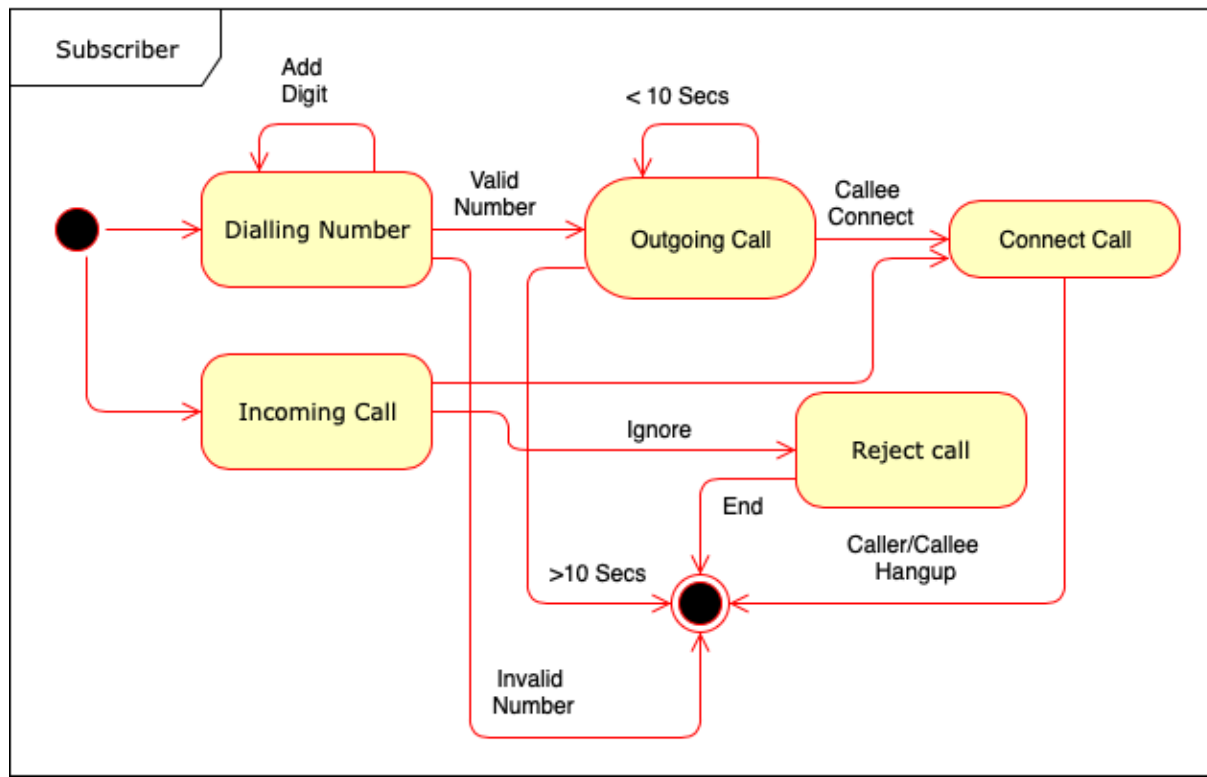 Subscriber
Add
Digit
< 10 Secs
Valid
Number
Callee
Connect
Dialling Number
Outgoing Call
Connect Call
Incoming Call
Ignore
Reject call
End
Caller/Callee
Hangup
>10 Secs
Invalid
Number